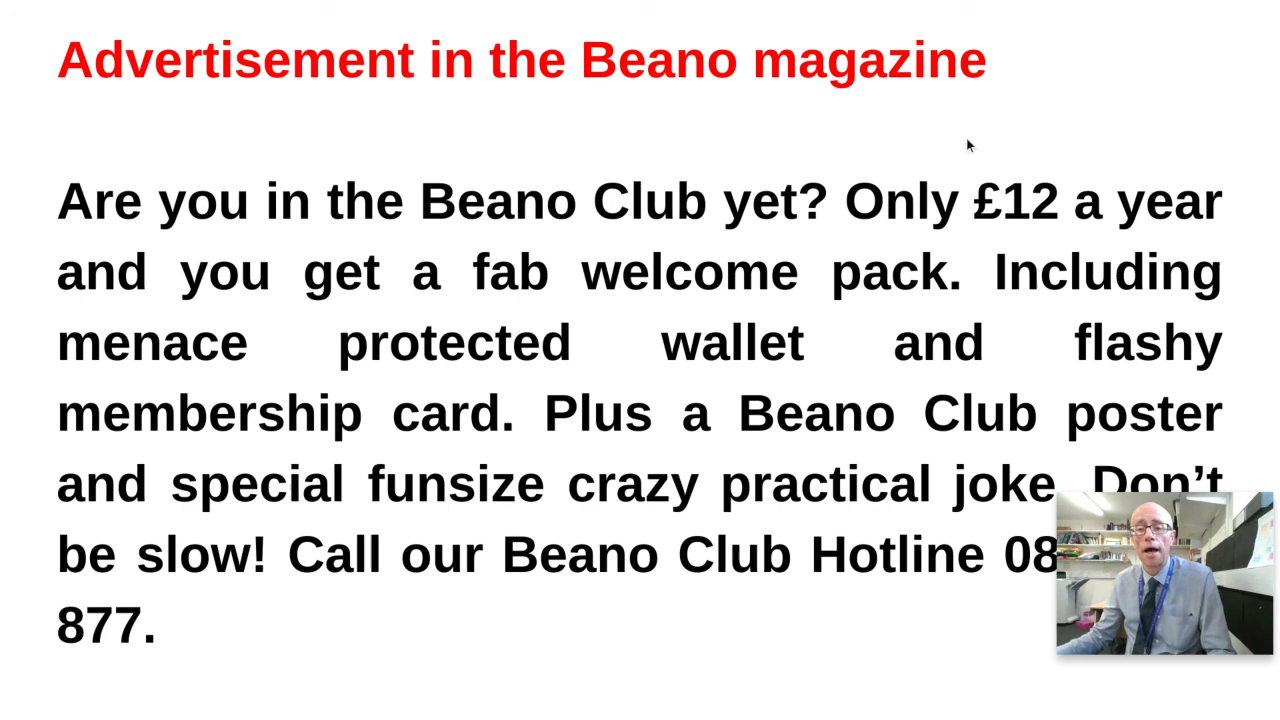 Advertisement in the Beano magazine
Are you in the Beano Club yet? Only £12 a year
and you get a fab welcome pack. Including
menace protected wallet and flashy
membership card. Plus a Beano Club poster
and special funsize crazy practical joke. Don’t
be slow! Call our Beano Club Hotline 08
877.